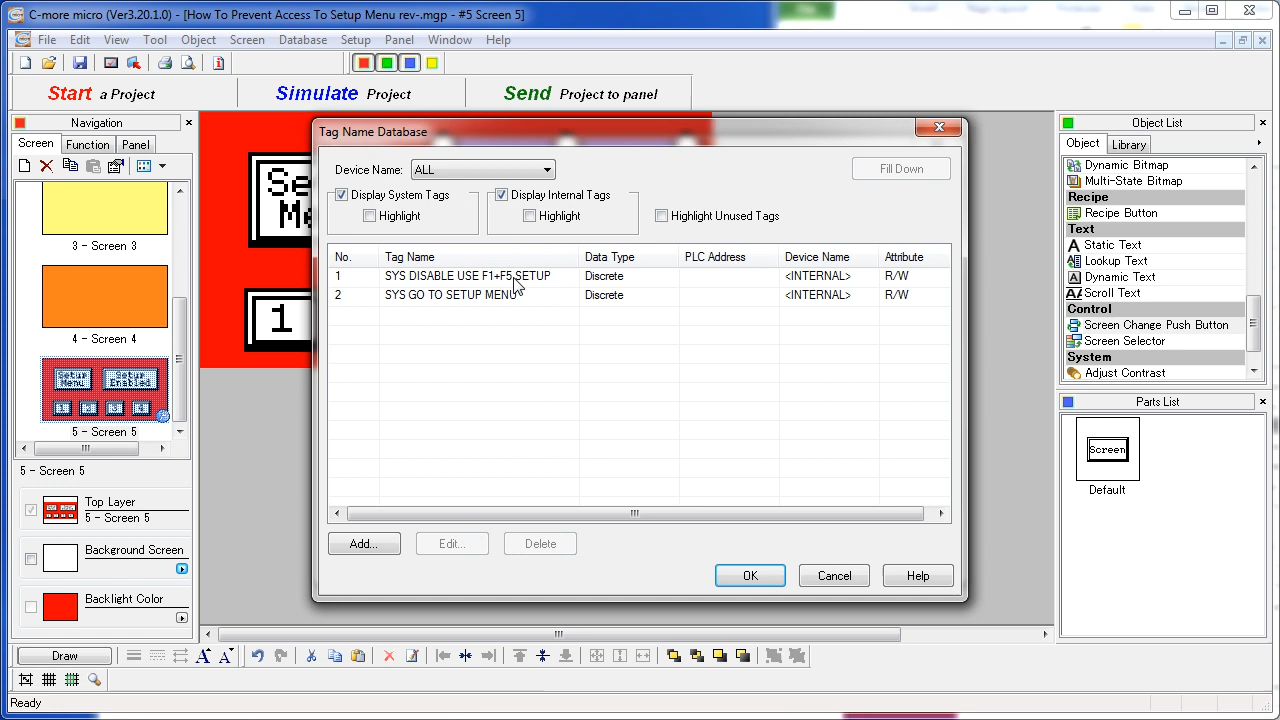 C-more micro (Ver3.20.1.0) - [How To Prevent Access To Setup Menu rev-.mgp - #5 Screen 5]
File Edit View Tool Object Screen Database Setup Panel Window Help
Start a Project Simulate Project Send Project to panel
Navigation
Screen Function Panel
3 - Screen 3
4 - Screen 4
Setup Menu Setup Enabled
5 - Screen 5
5 - Screen 5
Top Layer
5 - Screen 5
Background Screen
Backlight Color
Draw
Ready
1
Tag Name Database
Device Name: ALL Fill Down
Display System Tags Display Internal Tags
Highlight Highlight Highlight Unused Tags
No. Tag Name Data Type PLC Address Device Name Attribute
1 SYS DISABLE USE F1+F5 SETUP Discrete <INTERNAL> R/W
2 SYS GO TO SETUP MENU Discrete <INTERNAL> R/W
Add... Edit... Delete
OK Cancel Help
Object List
Object Library
Dynamic Bitmap
Multi-State Bitmap
Recipe
Recipe Button
Text
Static Text
Lookup Text
Dynamic Text
Scroll Text
Control
Screen Change Push Button
Screen Selector
System
Adjust Contrast
Parts List
Screen
Default